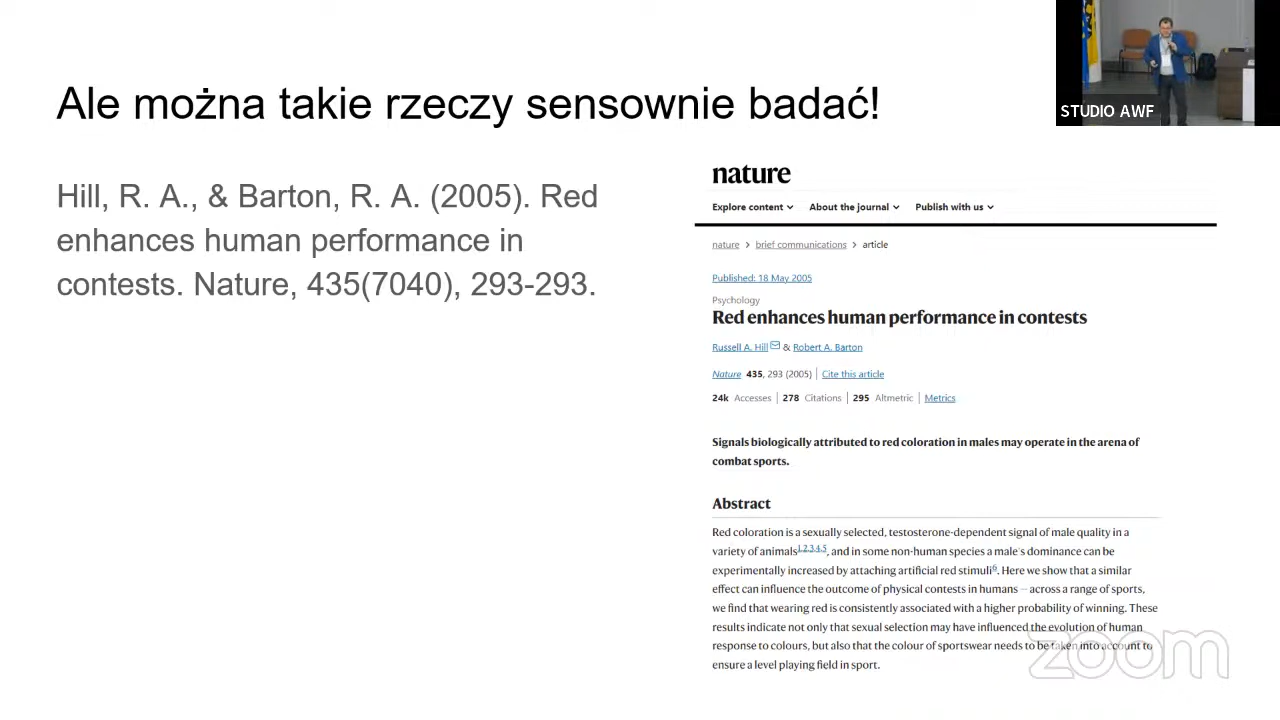 Ale można takie rzeczy sensownie badać!
STUDIO AWF
Hill, R. A., & Barton, R. A. (2005). Red
enhances human performance in
contests. Nature, 435(7040), 293-293.
nature
Explore content About the journal Publish with us
nature > brief communications > article
Published: 18 May 2005
Psychology
Red enhances human performance in contests
Russell A. Hill & Robert A. Barton
Nature 435, 293 (2005) | Cite this article
24k Accesses | 278 Citations | 295 Altmetric | Metrics
Signals biologically attributed to red coloration in males may operate in the arena of
combat sports.
Abstract
Red coloration is a sexually selected, testosterone-dependent signal of male quality in a
variety of animals1,2,3,4,5, and in some non-human species a male's dominance can be
experimentally increased by attaching artificial red stimuli6. Here we show that a similar
effect can influence the outcome of physical contests in humans — across a range of sports,
we find that wearing red is consistently associated with a higher probability of winning. These
results indicate not only that sexual selection may have influenced the evolution of human
response to colours, but also that the colour of sportswear needs to be taken into account to
ensure a level playing field in sport.
zoom